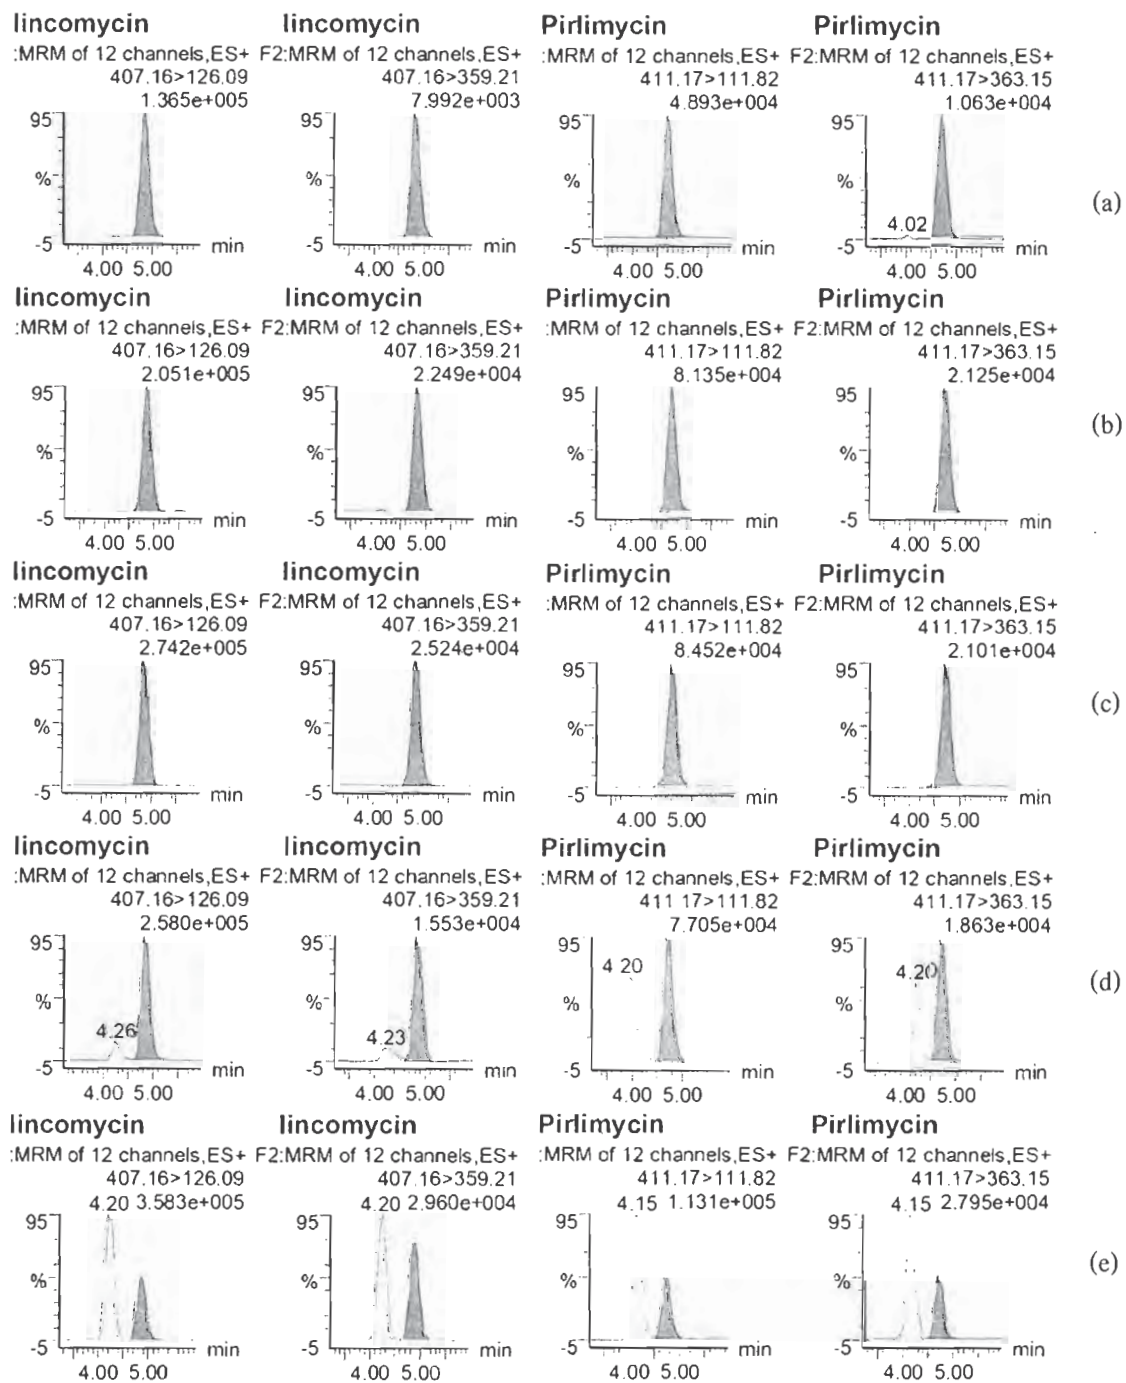 lincomycin lincomycin Pirlimycin Pirlimycin
:MRM of 12 channels,ES+ F2:MRM of 12 channels,ES+ :MRM of 12 channels,ES+ F2:MRM of 12 channels,ES+
407.16>126.09 407.16>359.21 411.17>111.82 411.17>363.15
1.365e+005 7.992e+003 4.893e+004 1.063e+004
95 95 95 95
% % % % (a)
4.02
-5 min -5 min -5 min -5 min
4.00 5.00 4.00 5.00 4.00 5.00 4.00 5.00
lincomycin lincomycin Pirlimycin Pirlimycin
:MRM of 12 channels,ES+ F2:MRM of 12 channels,ES+ :MRM of 12 channels,ES+ F2:MRM of 12 channels,ES+
407.16>126.09 407.16>359.21 411.17>111.82 411.17>363.15
2.051e+005 2.249e+004 8.135e+004 2.125e+004
95 95 95 95
% % % % (b)
-5 min -5 min -5 min -5 min
4.00 5.00 4.00 5.00 4.00 5.00 4.00 5.00
lincomycin lincomycin Pirlimycin Pirlimycin
:MRM of 12 channels,ES+ F2:MRM of 12 channels,ES+ :MRM of 12 channels,ES+ F2:MRM of 12 channels,ES+
407.16>126.09 407.16>359.21 411.17>111.82 411.17>363.15
2.742e+005 2.524e+004 8.452e+004 2.101e+004
95 95 95 95
% % % % (c)
-5 min -5 min -5 min -5 min
4.00 5.00 4.00 5.00 4.00 5.00 4.00 5.00
lincomycin lincomycin Pirlimycin Pirlimycin
:MRM of 12 channels,ES+ F2:MRM of 12 channels,ES+ :MRM of 12 channels,ES+ F2:MRM of 12 channels,ES+
407.16>126.09 407.16>359.21 411 17>111.82 411.17>363.15
2.580e+005 1.553e+004 7.705e+004 1.863e+004
95 95 95 95
4 20 4.20
% % % % (d)
4.26 4.23
-5 min -5 min -5 min -5 min
4.00 5.00 4.00 5.00 4.00 5.00 4.00 5.00
lincomycin lincomycin Pirlimycin Pirlimycin
:MRM of 12 channels,ES+ F2:MRM of 12 channels,ES+ :MRM of 12 channels,ES+ F2:MRM of 12 channels,ES+
407.16>126.09 407.16>359.21 411.17>111.82 411.17>363.15
4.20 3.583e+005 4.20 2.960e+004 4.15 1.131e+005 4.15 2.795e+004
95 95 95 95
% % % % (e)
-5 min -5 min -5 min -5 min
4.00 5.00 4.00 5.00 4.00 5.00 4.00 5.00